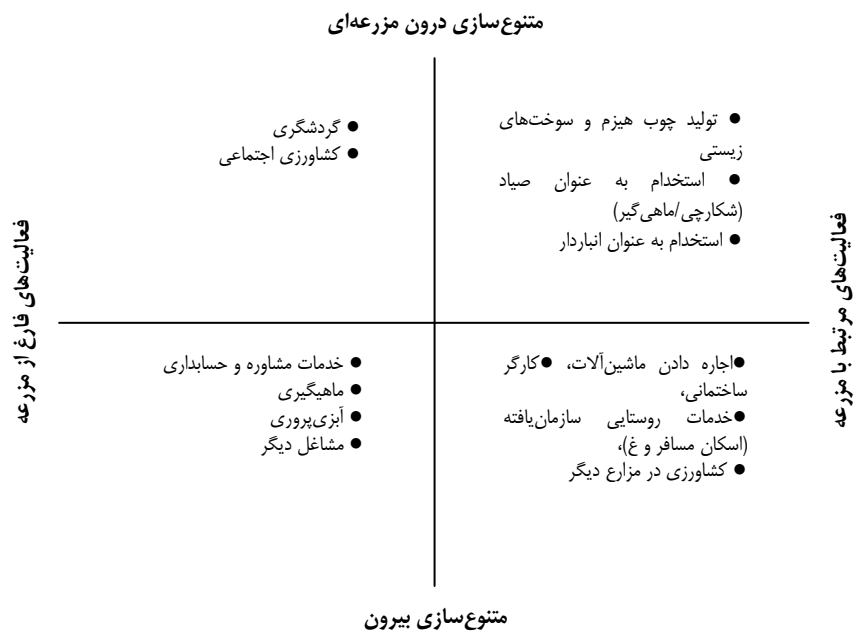 متنوع‌سازی درون مزرعه‌ای
● تولید چوب هیزم و سوخت‌های
زیستی
● استخدام به عنوان صیاد
(شکارچی/ماهی‌گیر)
● استخدام به عنوان انباردار
● گردشگری
● کشاورزی اجتماعی
فعالیت‌های مرتبط با مزرعه
فعالیت‌های فارغ از مزرعه
●اجاره دادن ماشین‌آلات، ●کارگر
ساختمانی،
●خدمات روستایی سازمان‌یافته
(اسکان مسافر و غ)،
● کشاورزی در مزارع دیگر
● خدمات مشاوره و حسابداری
● ماهیگیری
● آبزی‌پروری
● مشاغل دیگر
متنوع‌سازی بیرون